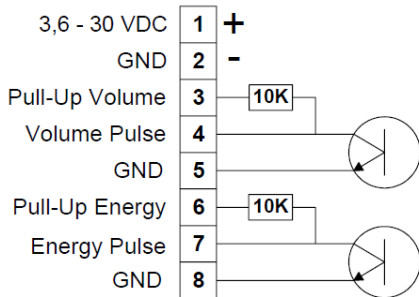 3,6 - 30 VDC 1 +
GND 2 -
Pull-Up Volume 3 10K
Volume Pulse 4
GND 5
Pull-Up Energy 6 10K
Energy Pulse 7
GND 8